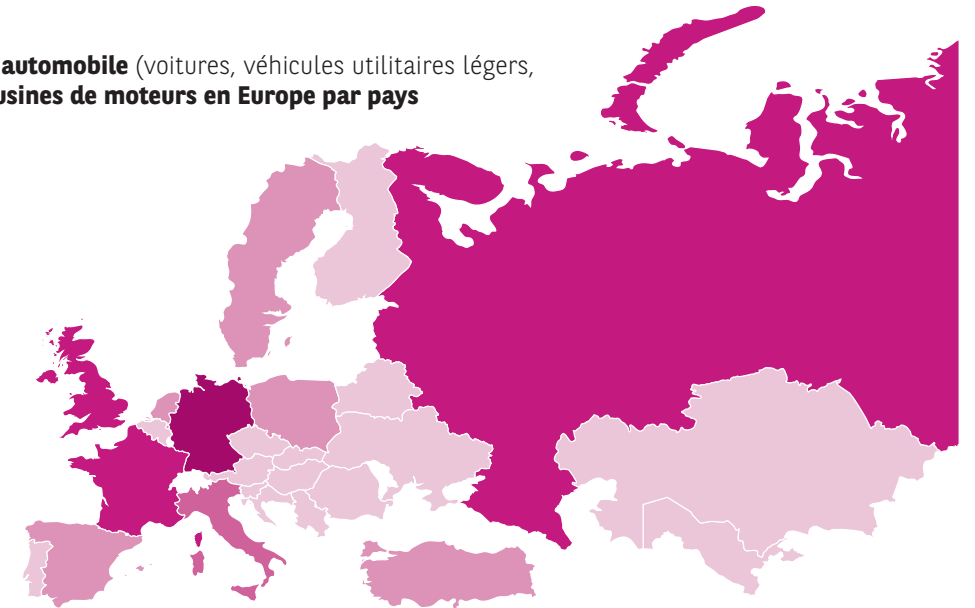 automobile (voitures, véhicules utilitaires légers,
usines de moteurs en Europe par pays